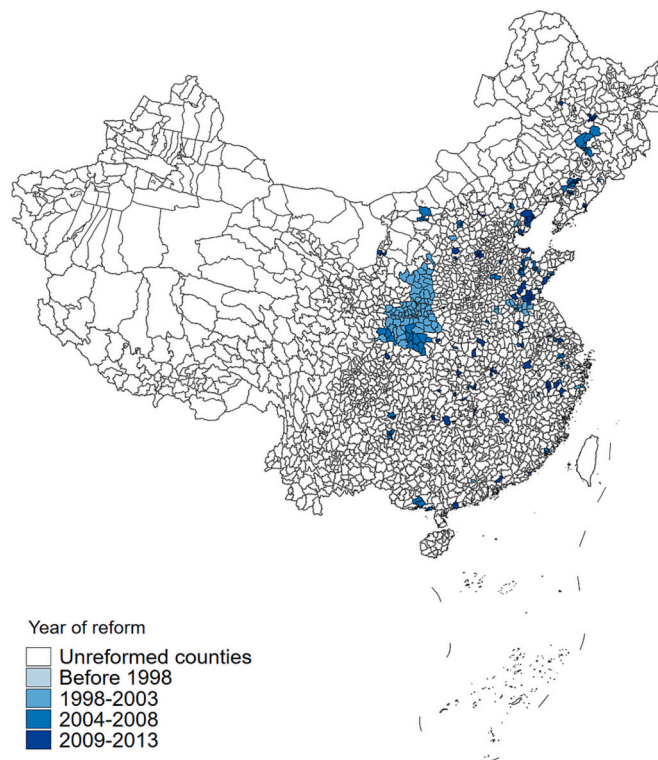 Year of reform
Unreformed counties
Before 1998
1998-2003
2004-2008
2009-2013